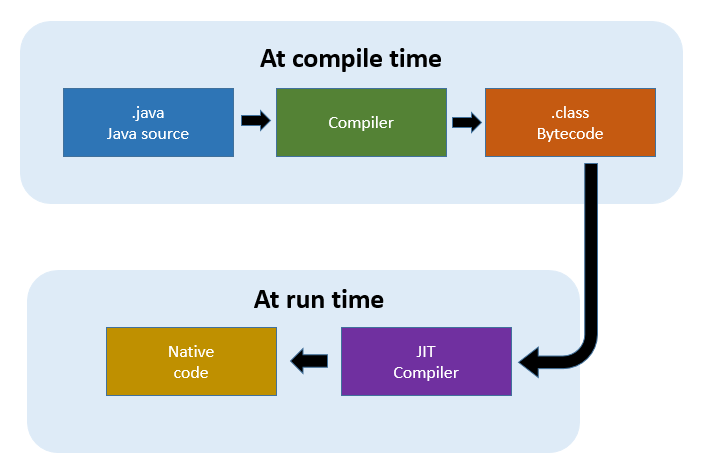 At compile time
.java
Java source
Compiler
.class
Bytecode
At run time
Native
code
JIT
Compiler